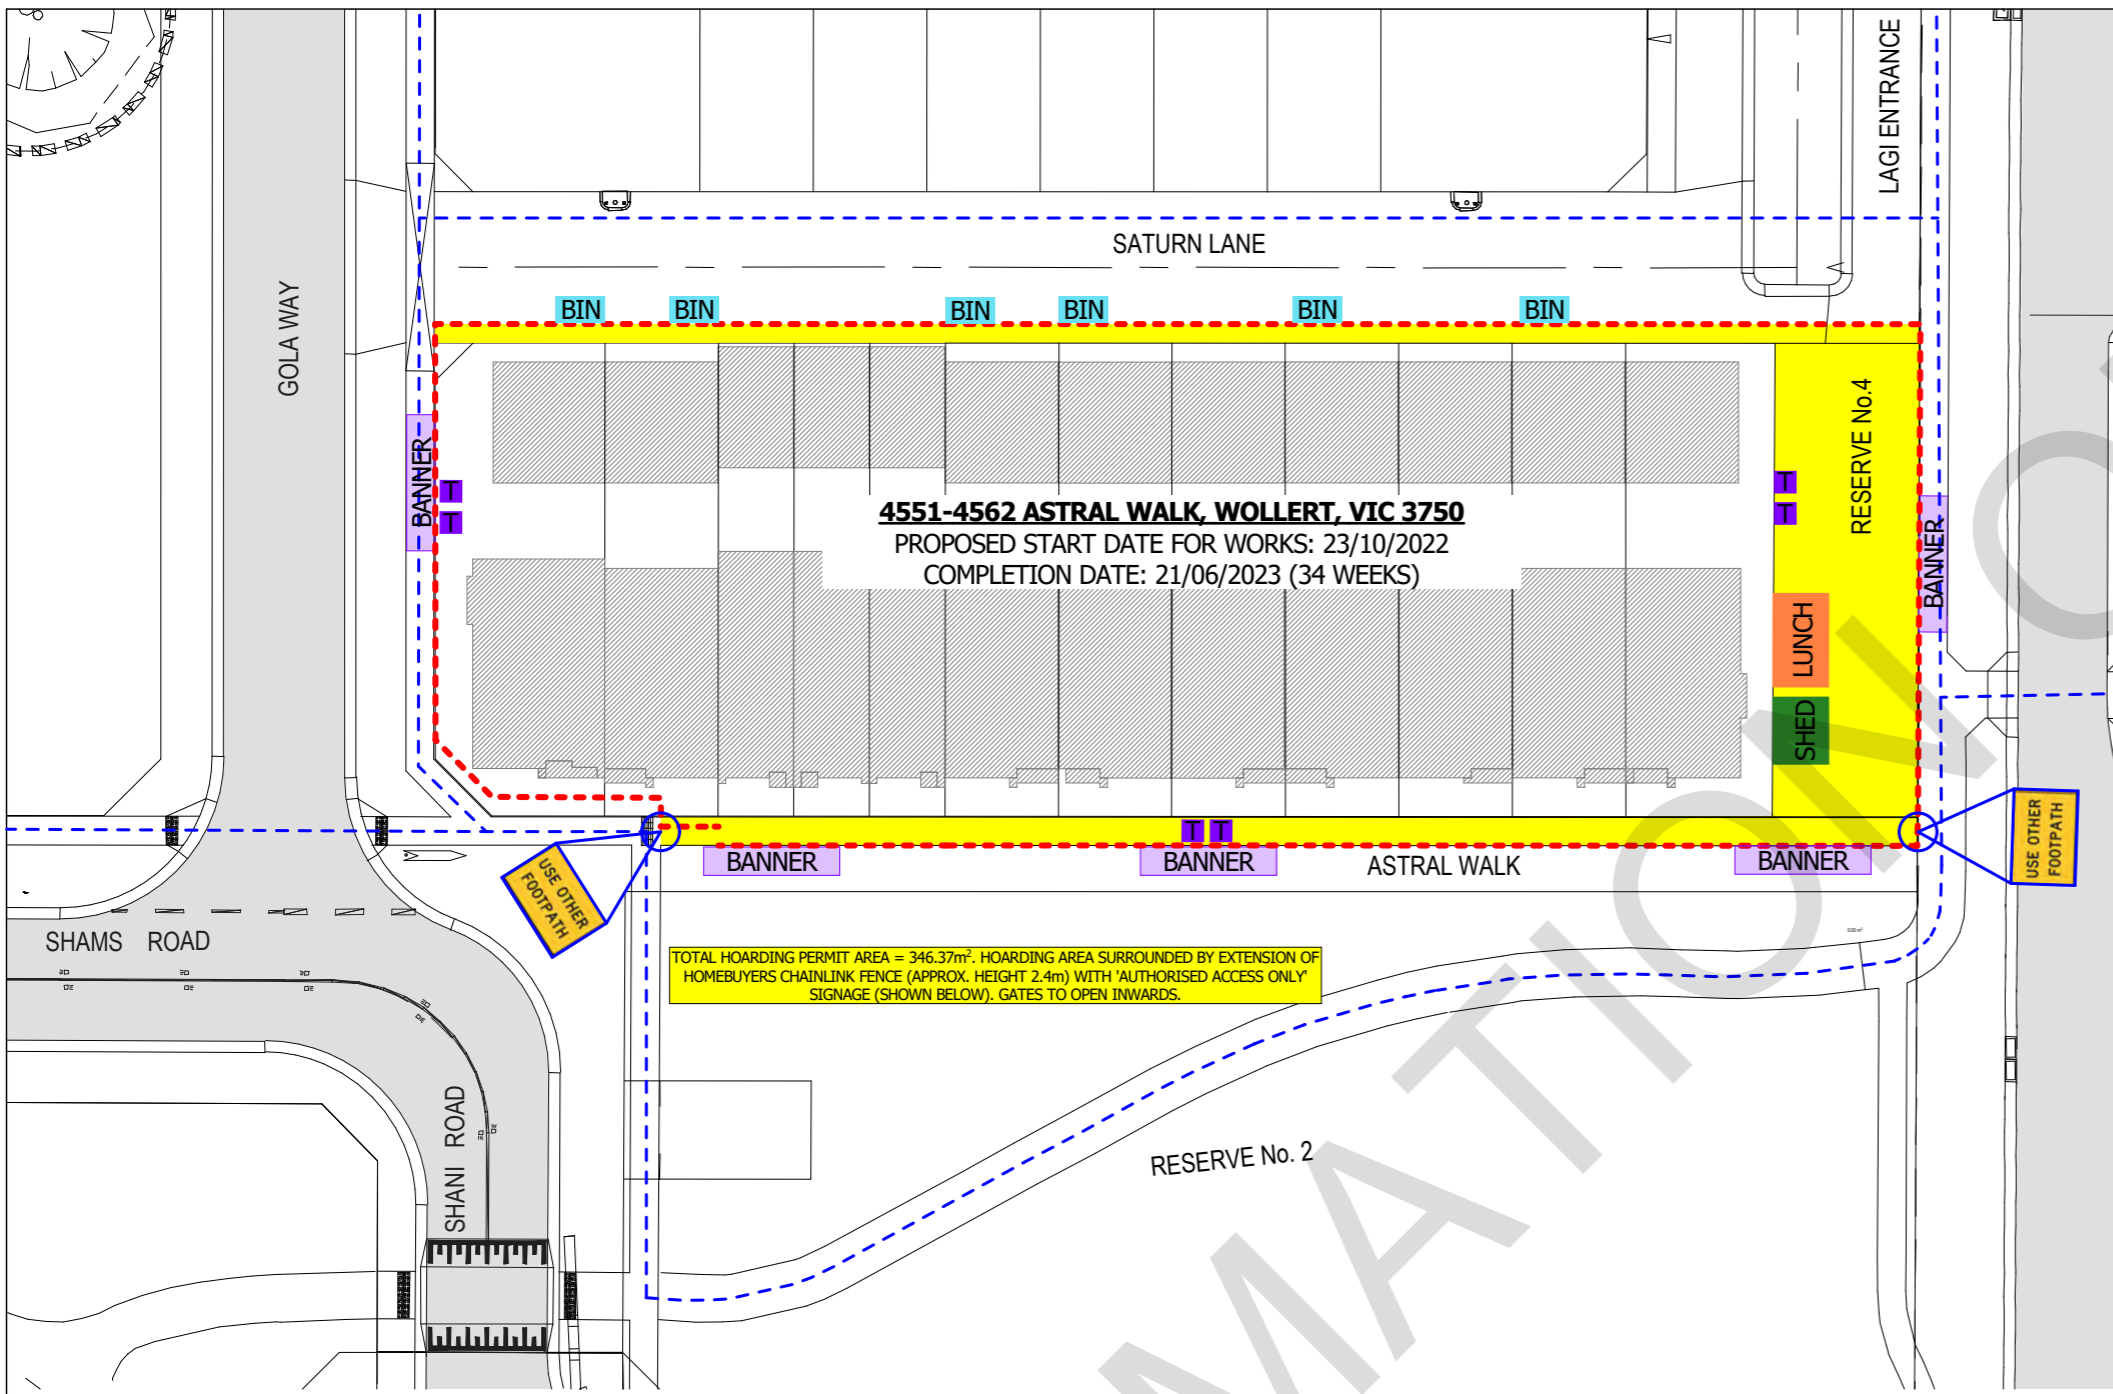 LAGI ENTRANCE
SATURN LANE
GOLA WAY
BIN
BIN
BIN
BIN
BIN
BIN
RESERVE No.4
BANNER
T
T
4551-4562 ASTRAL WALK, WOLLERT, VIC 3750
PROPOSED START DATE FOR WORKS: 23/10/2022
COMPLETION DATE: 21/06/2023 (34 WEEKS)
T
T
BANNER
LUNCH
SHED
T T
BANNER
BANNER
ASTRAL WALK
BANNER
USE OTHER
FOOTPATH
USE OTHER
FOOTPATH
SHAMS ROAD
TOTAL HOARDING PERMIT AREA = 346.37m². HOARDING AREA SURROUNDED BY EXTENSION OF
HOMEBUYERS CHAINLINK FENCE (APPROX. HEIGHT 2.4m) WITH 'AUTHORISED ACCESS ONLY'
SIGNAGE (SHOWN BELOW). GATES TO OPEN INWARDS.
SHANI ROAD
RESERVE No. 2
MATION